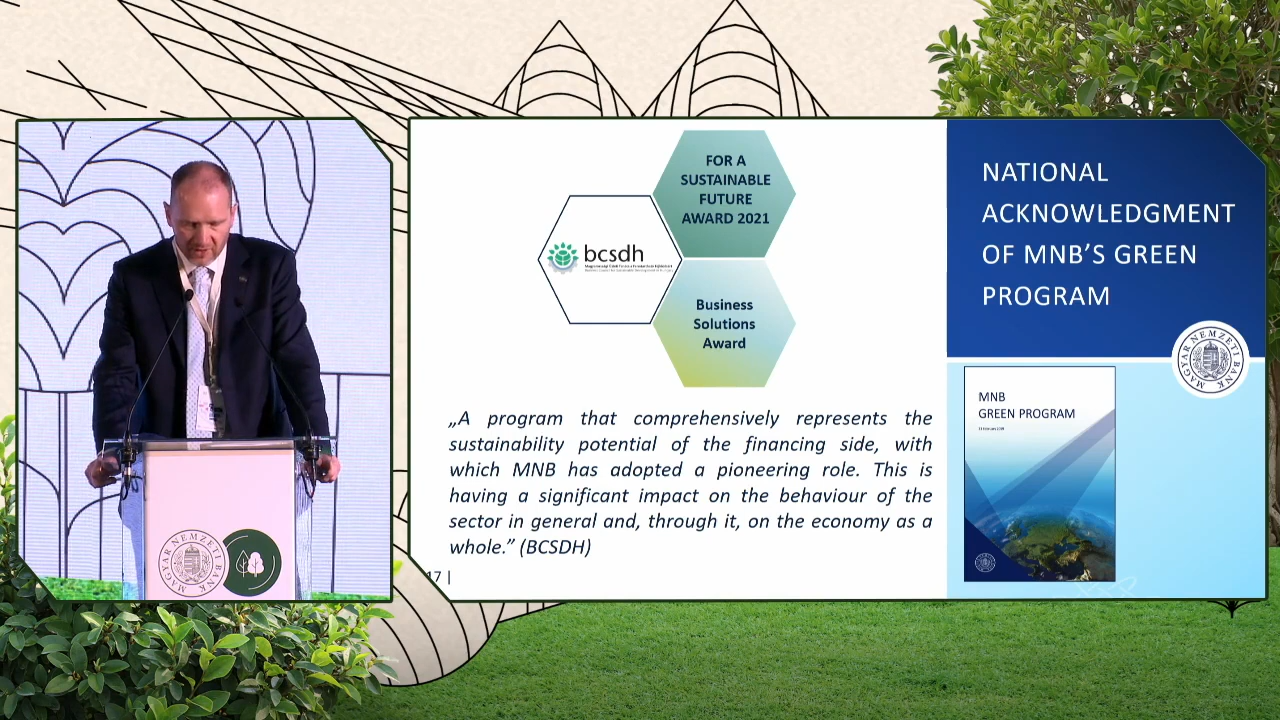 FOR A
SUSTAINABLE
FUTURE
AWARD 2021
bcsdh
Business
Solutions
Award
„A program that comprehensively represents the
sustainability potential of the financing side, with
which MNB has adopted a pioneering role. This is
having a significant impact on the behaviour of the
sector in general and, through it, on the economy as a
whole.” (BCSDH)
17 |
NATIONAL
ACKNOWLEDGMENT
OF MNB’S GREEN
PROGRAM
MAGYAR NEMZETI BANK
MNB
GREEN PROGRAM
MAGYAR NEMZETI BANK